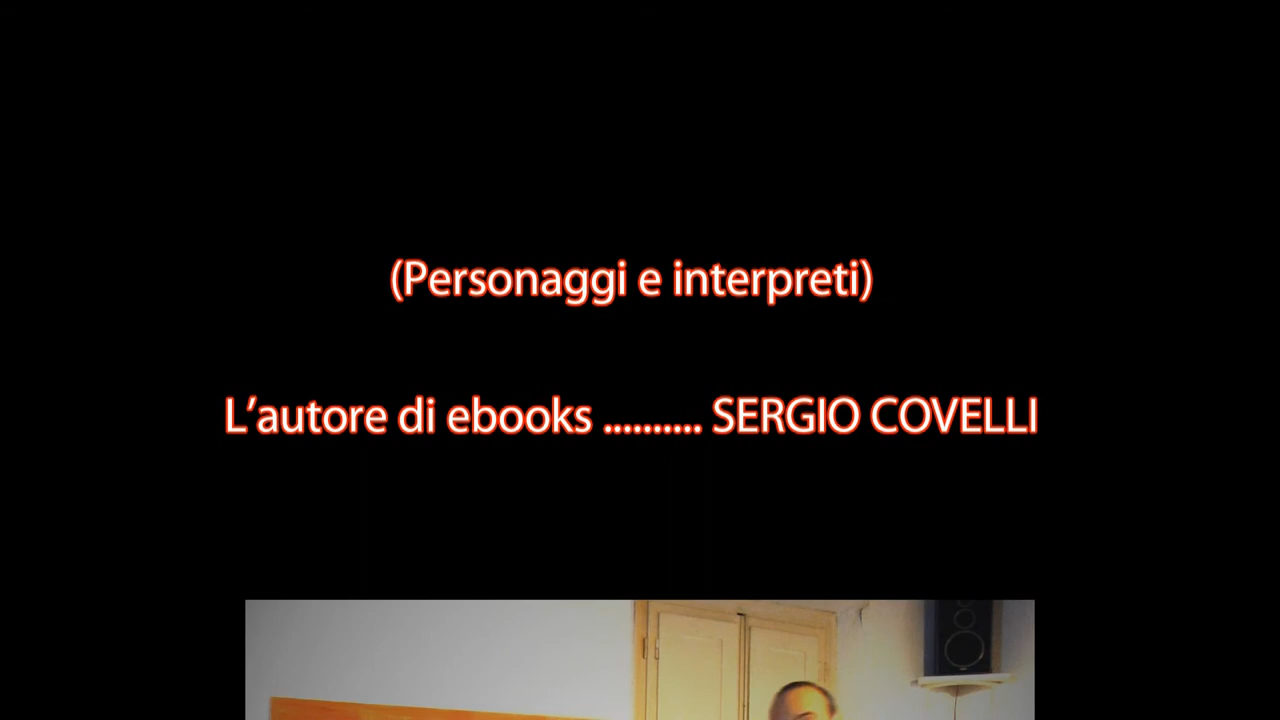 (Personaggi e interpreti)
L’autore di ebooks .......... SERGIO COVELLI